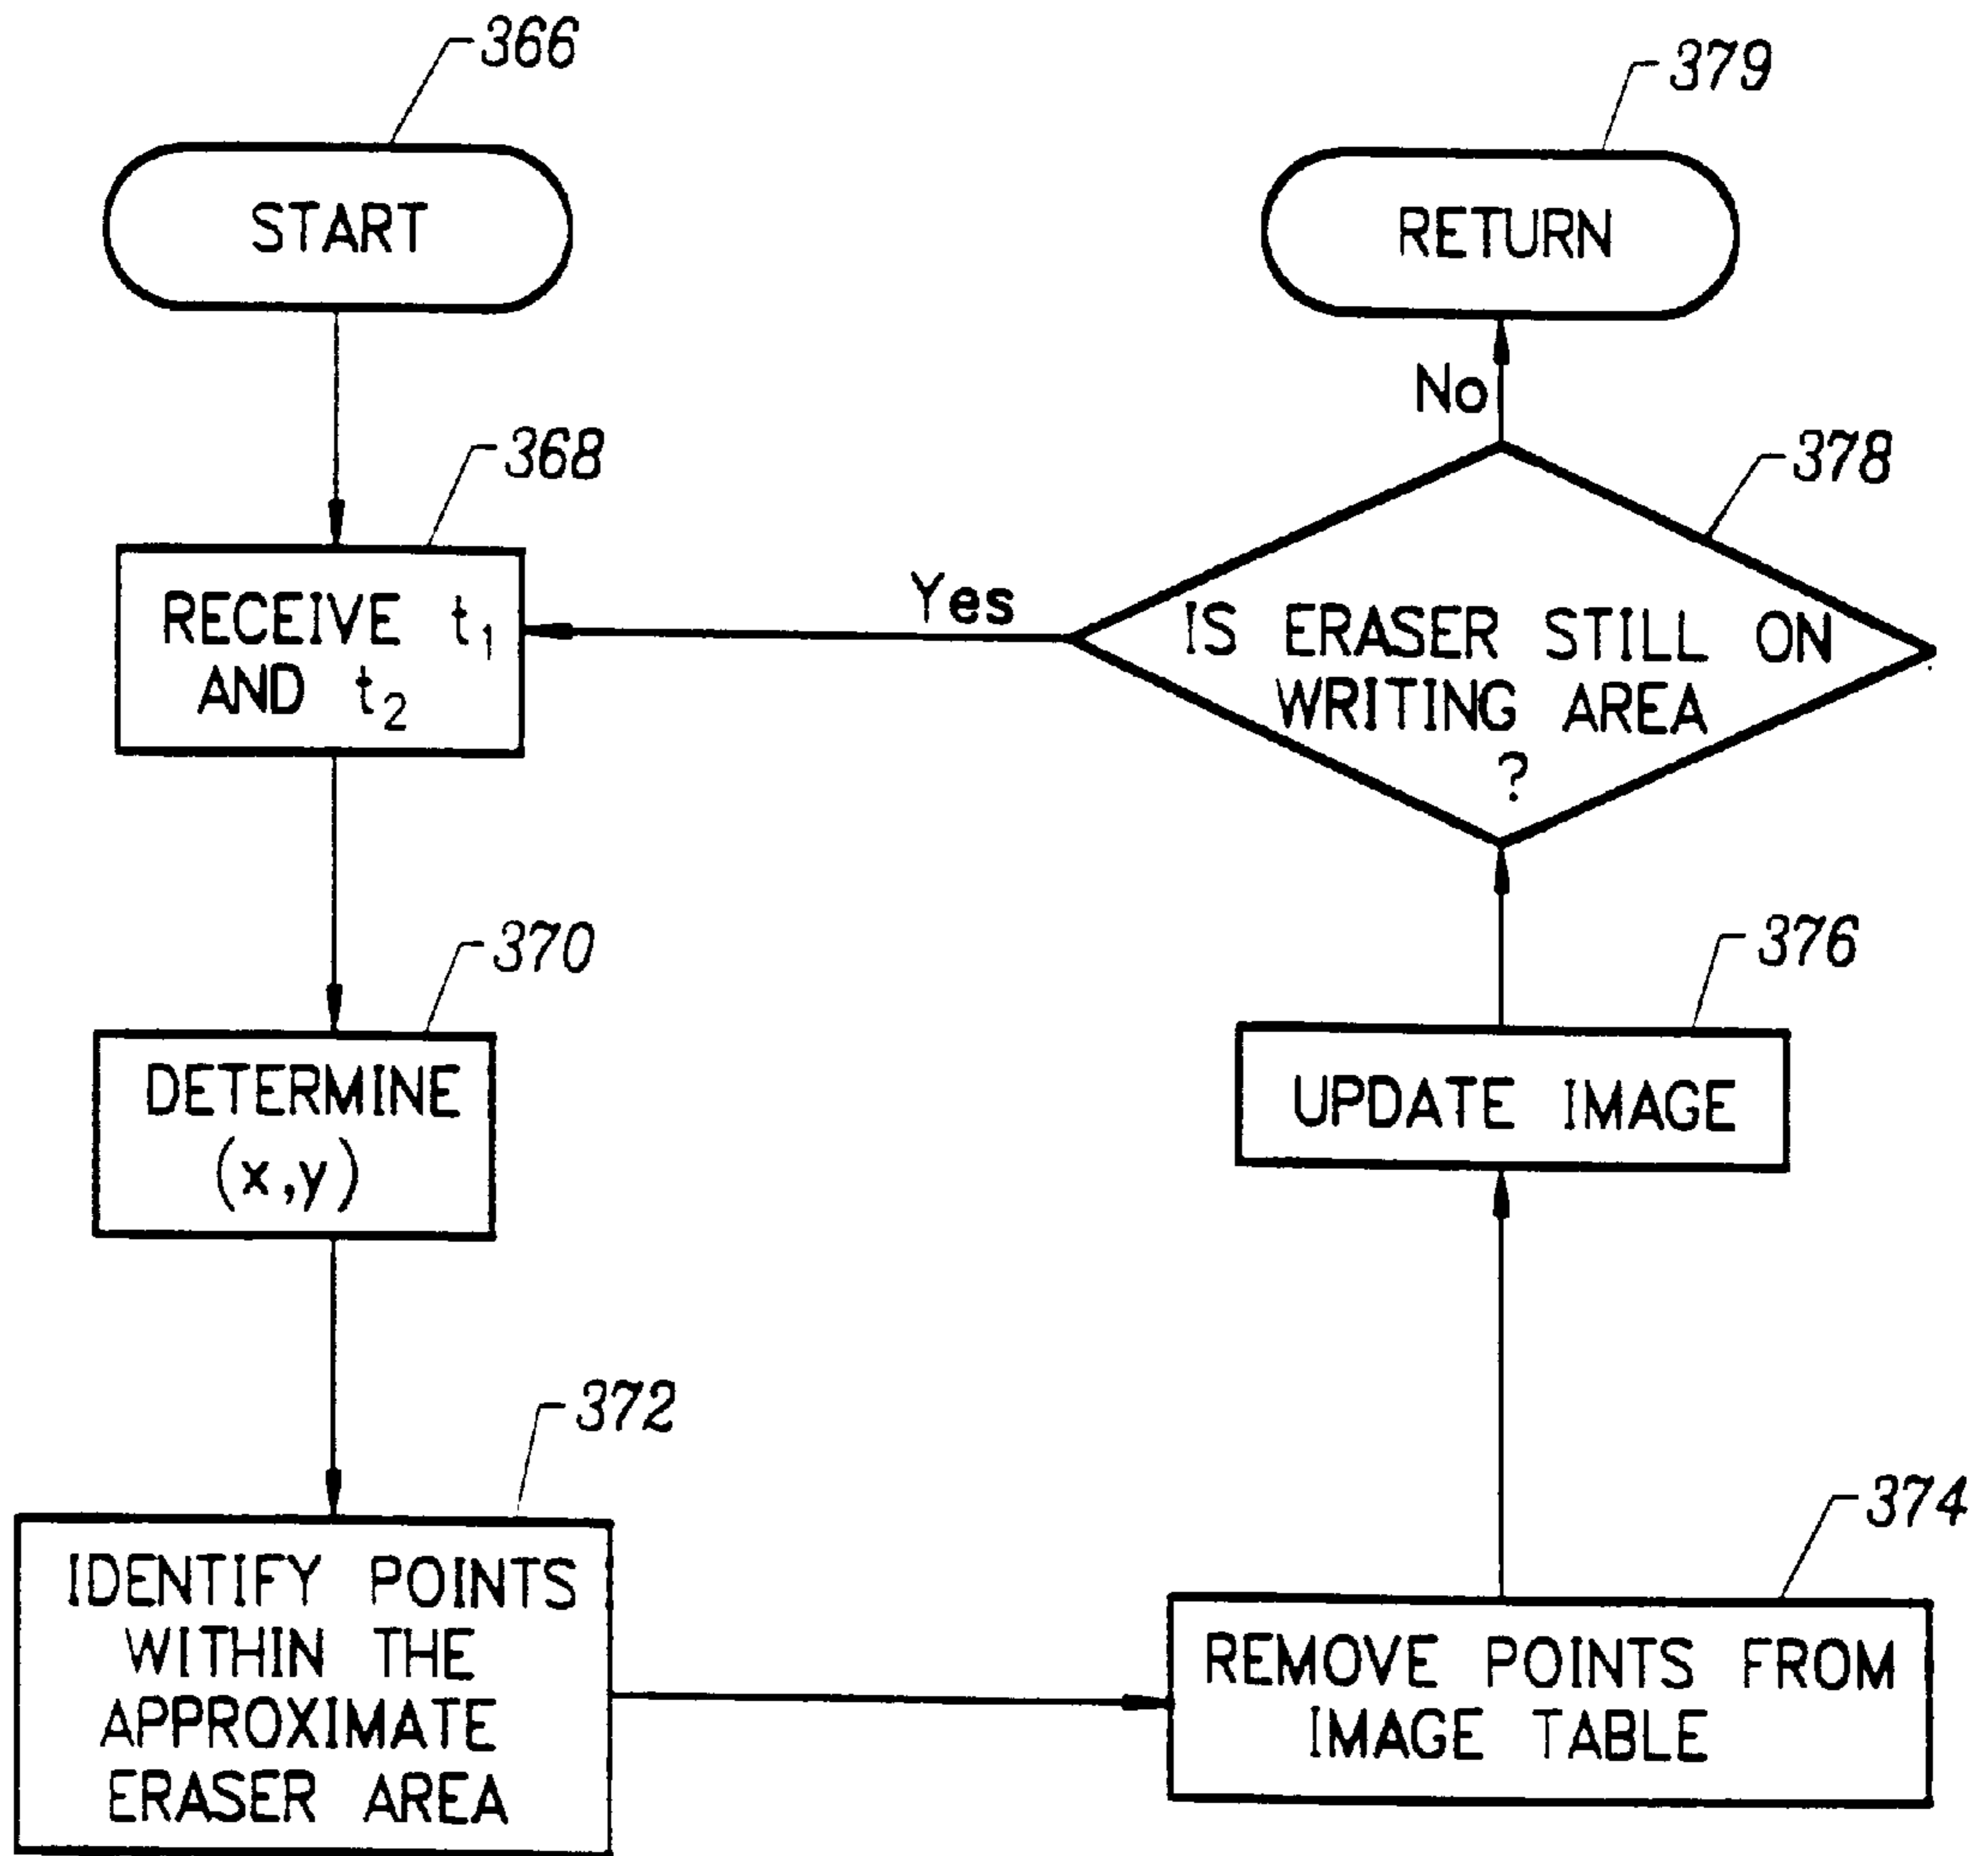 366
START
368
RECEIVE t₁
AND t₂
370
DETERMINE
(x,y)
372
IDENTIFY POINTS
WITHIN THE
APPROXIMATE
ERASER AREA
374
REMOVE POINTS FROM
IMAGE TABLE
376
UPDATE IMAGE
378
IS ERASER STILL ON
WRITING AREA
?
Yes
No
379
RETURN